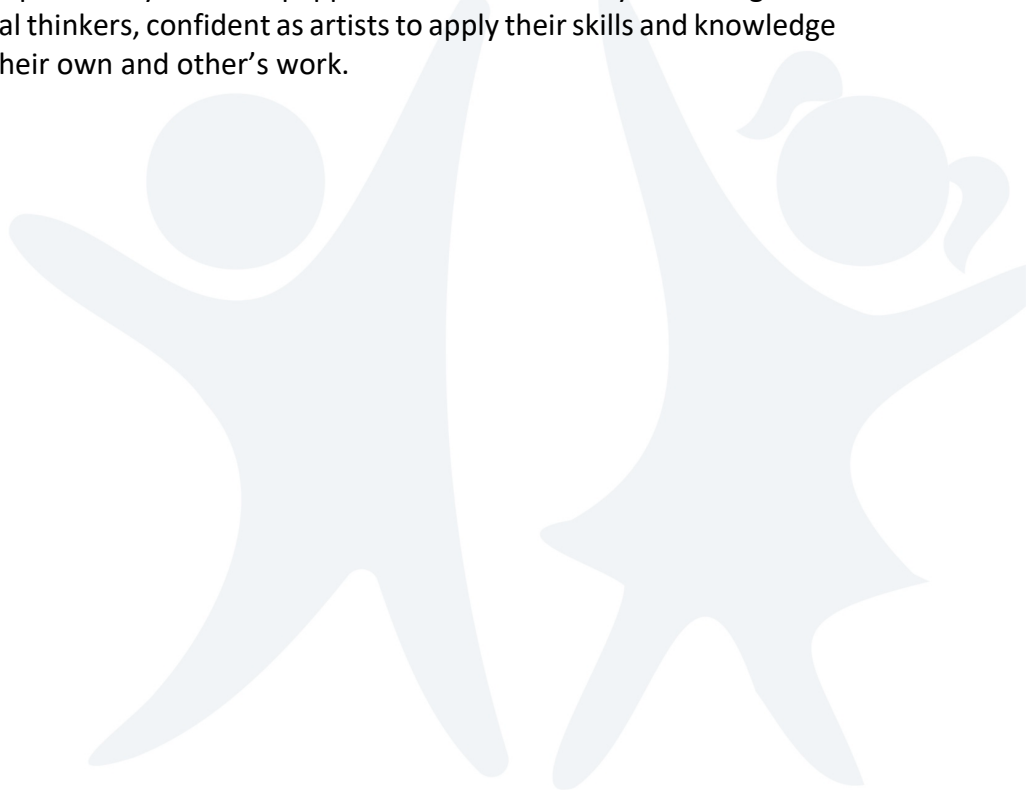 al thinkers, confident as artists to apply their skills and knowledge
heir own and other's work.